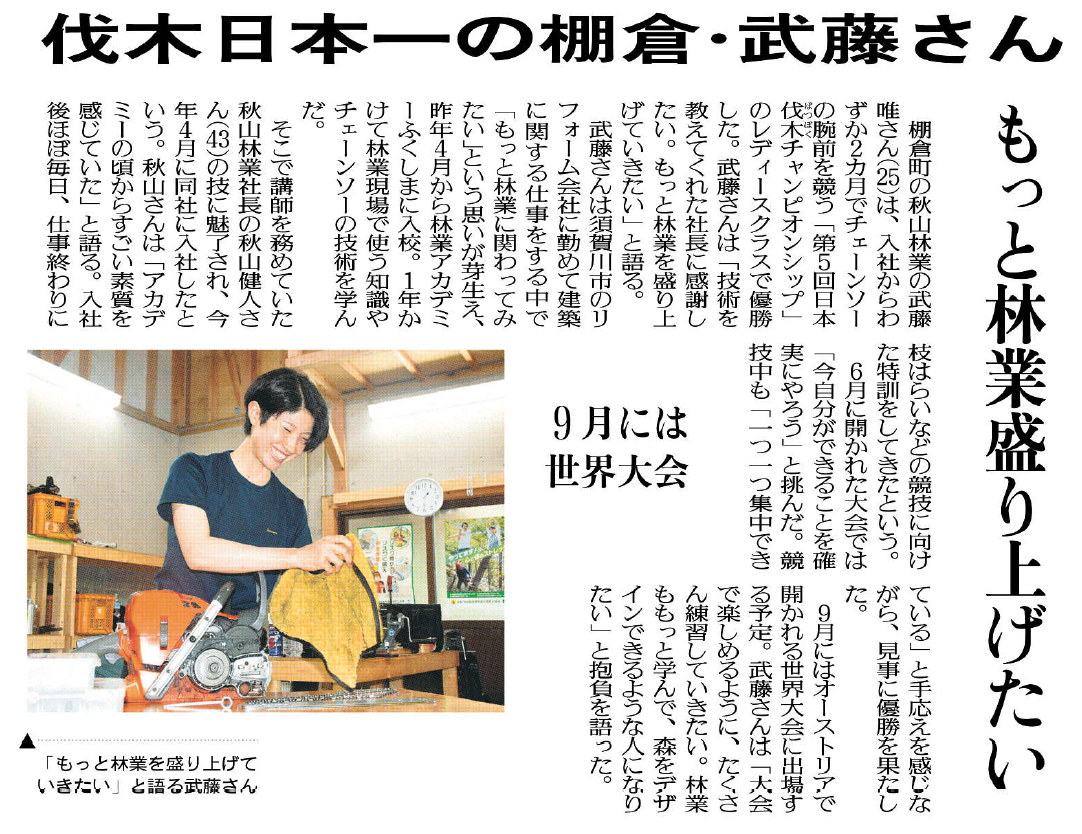 伐木日本一の棚倉・武藤さん
もっと林業盛り上げたい
棚倉町の秋山林業の武藤
唯さん(25)は、入社からわ
ずか2カ月でチェーンソー
の腕前を競う「第5回日本
伐木チャンピオンシップ」
ばつぼく
のレディースクラスで優勝
した。武藤さんは「技術を
教えてくれた社長に感謝し
たい。もっと林業を盛り上
げていきたい」と語る。
武藤さんは須賀川市のリ
フォーム会社に勤めて建築
に関する仕事をする中で
「もっと林業に関わってみ
たい」という思いが芽生え、
昨年4月から林業アカデミ
ーふくしまに入校。1年か
けて林業現場で使う知識や
チェーンソーの技術を学ん
だ。
そこで講師を務めていた
秋山林業社長の秋山健人さ
ん(43)の技に魅了され、今
年4月に同社に入社したと
いう。秋山さんは「アカデ
ミーの頃からすごい素質を
感じていた」と語る。入社
後ほぼ毎日、仕事終わりに
枝はらいなどの競技に向け
た特訓をしてきたという。
6月に開かれた大会では
「今自分ができることを確
実にやろう」と挑んだ。競
技中も「一つ一つ集中でき
ている」と手応えを感じな
がら、見事に優勝を果たし
た。
9月にはオーストリアで
開かれる世界大会に出場す
る予定。武藤さんは「大会
で楽しめるように、たくさ
ん練習していきたい。林業
ももっと学んで、森をデザ
インできるような人になり
たい」と抱負を語った。
9月には
世界大会
▲
「もっと林業を盛り上げて
いきたい」と語る武藤さん